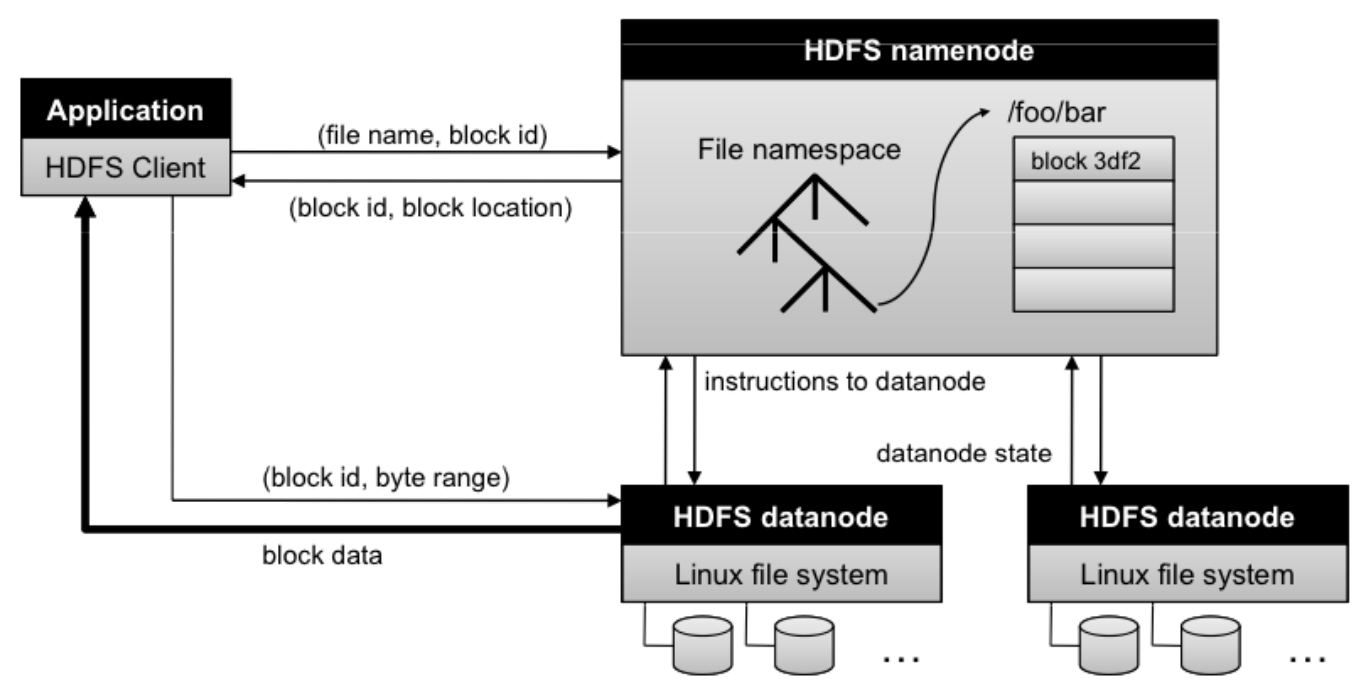 HDFS namenode
Application
HDFS Client
(file name, block id)
(block id, block location)
File namespace
/foo/bar
block 3df2
instructions to datanode
datanode state
(block id, byte range)
block data
HDFS datanode
Linux file system
...
HDFS datanode
Linux file system
...